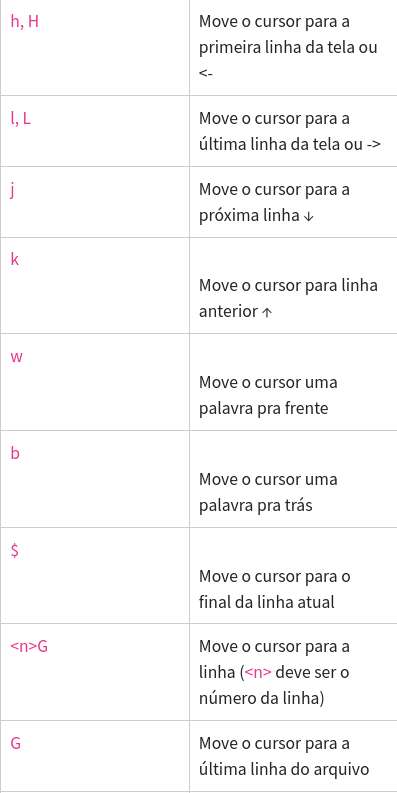 h, H
Move o cursor para a
primeira linha da tela ou
<-
l, L
Move o cursor para a
última linha da tela ou ->
j
Move o cursor para a
próxima linha ↓
k
Move o cursor para linha
anterior ↑
w
Move o cursor uma
palavra pra frente
b
Move o cursor uma
palavra pra trás
$
Move o cursor para o
final da linha atual
<n>G
Move o cursor para a
linha (<n> deve ser o
número da linha)
G
Move o cursor para a
última linha do arquivo